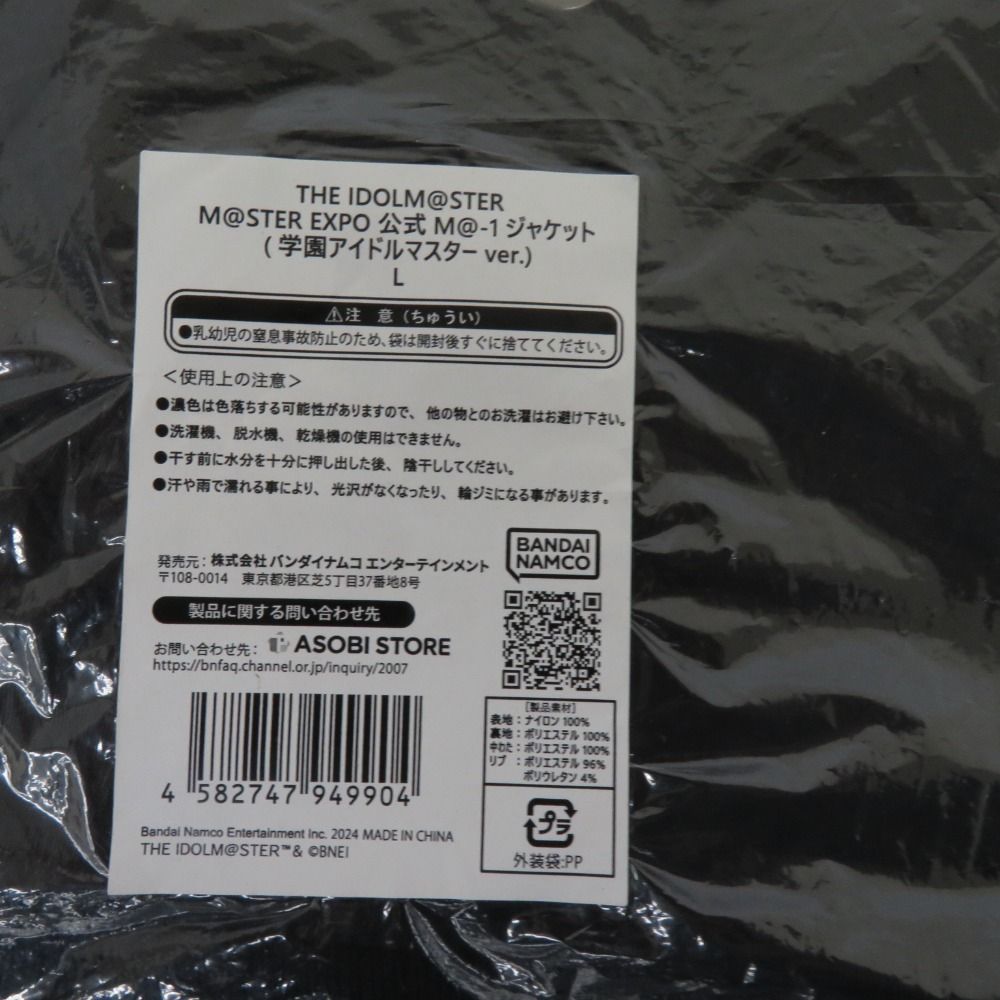 THE IDOLM@STER
M@STER EXPO 公式 M@-1 ジャケット
( 学園アイドルマスター ver.)
L
⚠注 意(ちゅうい)
●乳幼児の窒息事故防止のため、袋は開封後すぐに捨ててください。
＜使用上の注意＞
●濃色は色落ちする可能性がありますので、 他の物とのお洗濯はお避け下さい。
●洗濯機、 脱水機、 乾燥機の使用はできません。
●干す前に水分を十分に押し出した後、 陰干ししてください。
●汗や雨で濡れる事により、 光沢がなくなったり、 輪ジミになる事があります。
発売元：株式会社 バンダイナムコ エンターテインメント
〒108-0014 東京都港区芝5丁目37番地8号
BANDAI
NAMCO
製品に関する問い合わせ先
お問い合わせ先： ASOBI STORE
https://bnfaq.channel.or.jp/inquiry/2007
4 582747 949904
[製品素材]
表地：ナイロン 100%
裏地：ポリエステル 100%
中わた：ポリエステル 100%
リブ ：ポリエステル 96%
ポリウレタン 4%
プラ
外装袋:PP
Bandai Namco Entertainment Inc. 2024 MADE IN CHINA
THE IDOLM@STER™& ©BNEI